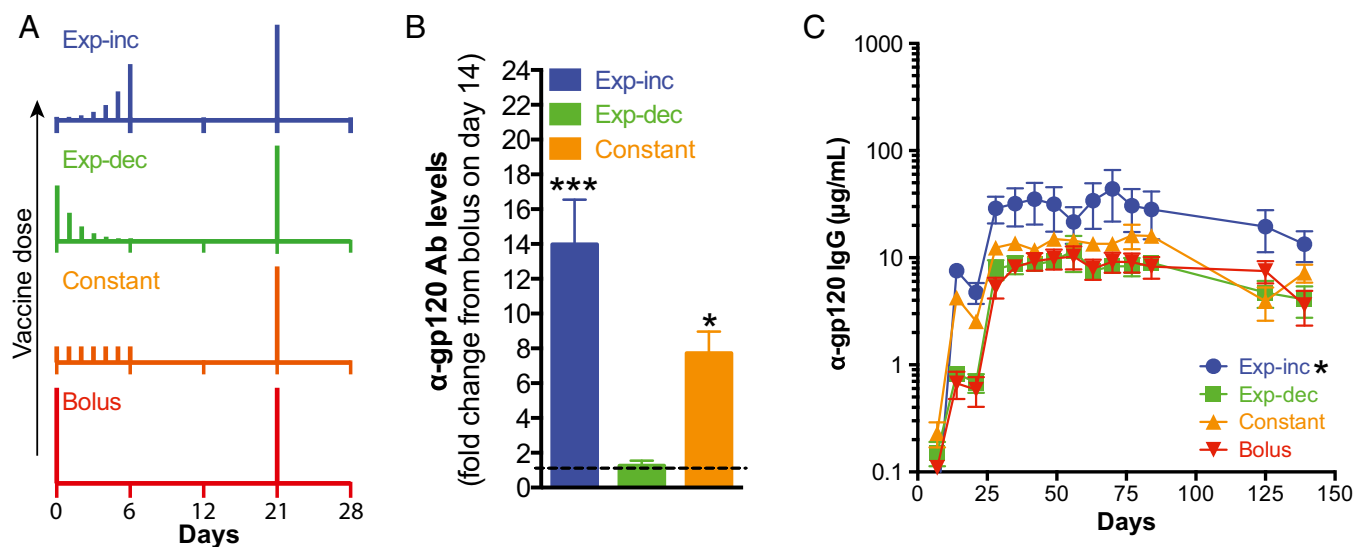 A
Exp-inc
Exp-dec
Constant
Bolus
Vaccine dose
0 6 12 21 28
Days
B
α-gp120 Ab levels
(fold change from bolus on day 14)
24
22
20
18
16
14
12
10
8
6
4
2
0
Exp-inc
Exp-dec
Constant
***
*
C
α-gp120 IgG (µg/mL)
1000
100
10
1
0.1
Exp-inc *
Exp-dec
Constant
Bolus
0 25 50 75 100 125 150
Days